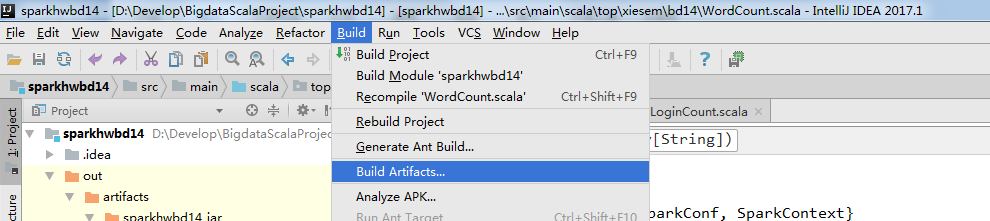 sparkhwbd14 - [D:\Develop\BigdataScalaProject\sparkhwbd14] - [sparkhwbd14] - ...\src\main\scala\top\xiesem\bd14\WordCount.scala - IntelliJ IDEA 2017.1
File Edit View Navigate Code Analyze Refactor Build Run Tools VCS Window Help
Build Project Ctrl+F9
Build Module 'sparkhwbd14'
sparkhwbd14 src main scala top
Recompile 'WordCount.scala' Ctrl+Shift+F9
Project
LoginCount.scala
Rebuild Project
1: Project
sparkhwbd14 D:\Develop\BigdataScalaProjec
[String])
Generate Ant Build...
.idea
Build Artifacts...
out
artifacts
Analyze APK...
sparkhwbd14 jar
Run Ant Target Ctrl+Shift+F10
parkConf, SparkContext}
ucture